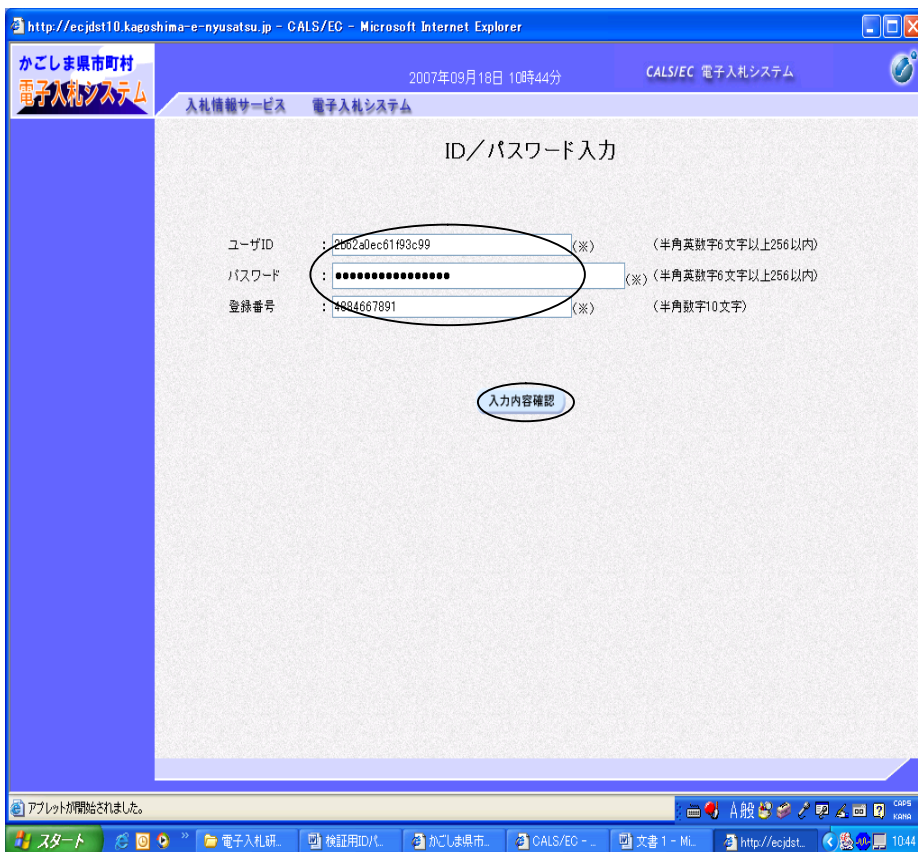 http://ecjdst10.kagoshima-e-nyusatsu.jp - CALS/EC - Microsoft Internet Explorer
かごしま県市町村
電子入札システム
2007年09月18日 10時44分
CALS/EC 電子入札システム
入札情報サービス 電子入札システム
ID／パスワード入力
ユーザID : 2b62a0ec61f93c99 (※) (半角英数字6文字以上256以内)
パスワード : ●●●●●●●●●●●●●●●● (※) (半角英数字6文字以上256以内)
登録番号 : 4884667891 (※) (半角数字10文字)
入力内容確認
アプレットが開始されました。
A般
CAPS
KANA
スタート
電子入札研...
検証用ID/パ...
かごしま県市...
CALS/EC - ...
文書 1 - Mi...
http://ecjdst...
10:44